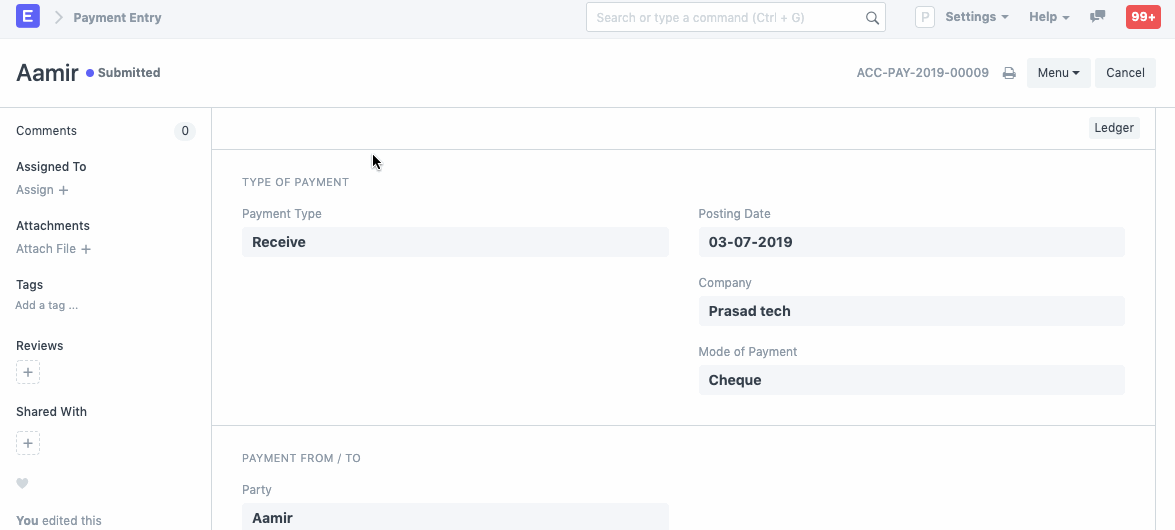 E Payment Entry Search or type a command (Ctrl + G) P Settings Help 99+
Aamir Submitted ACC-PAY-2019-00009 Menu Cancel
Comments 0
Assigned To
Assign +
Attachments
Attach File +
Tags
Add a tag ...
Reviews
+
Shared With
+
You edited this
Ledger
TYPE OF PAYMENT
Payment Type
Receive
Posting Date
03-07-2019
Company
Prasad tech
Mode of Payment
Cheque
PAYMENT FROM / TO
Party
Aamir